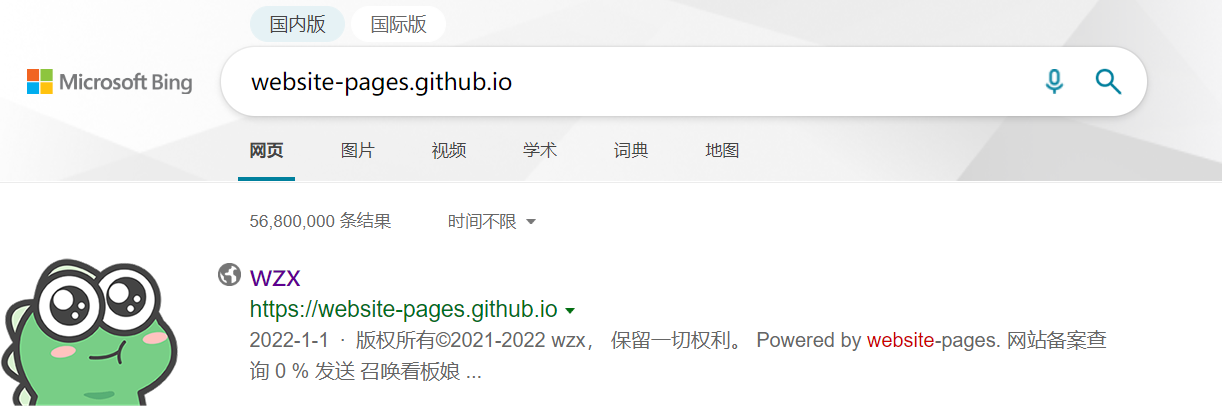 国内版 国际版
Microsoft Bing website-pages.github.io
网页 图片 视频 学术 词典 地图
56,800,000 条结果 时间不限
wzx
https://website-pages.github.io
2022-1-1 · 版权所有©2021-2022 wzx， 保留一切权利。 Powered by website-pages. 网站备案查
询 0 % 发送 召唤看板娘 ...